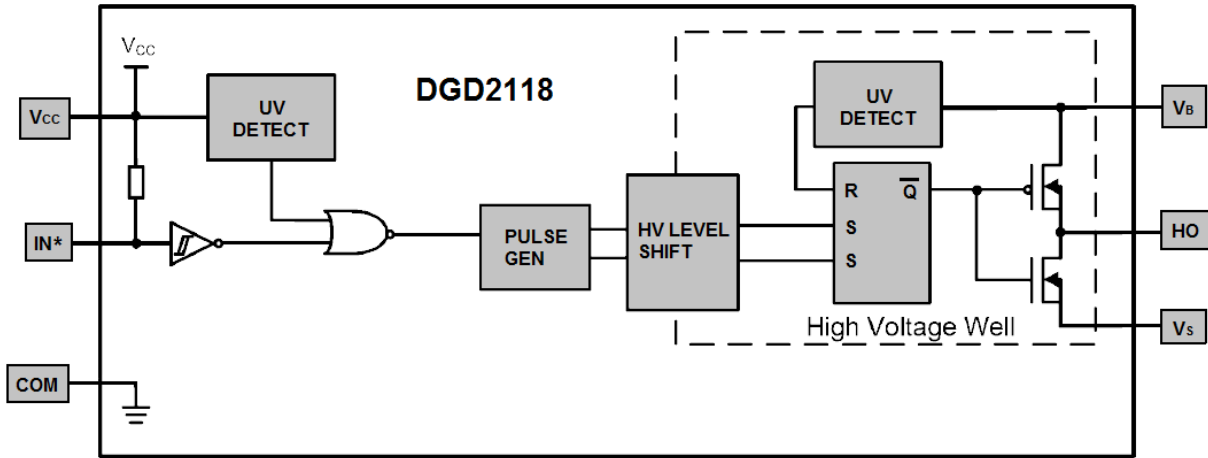 VCC
DGD2118
UV
DETECT
UV
DETECT
VCC
VB
R
Q̅
IN*
PULSE
GEN
HV LEVEL
SHIFT
S
S
HO
High Voltage Well
VS
COM